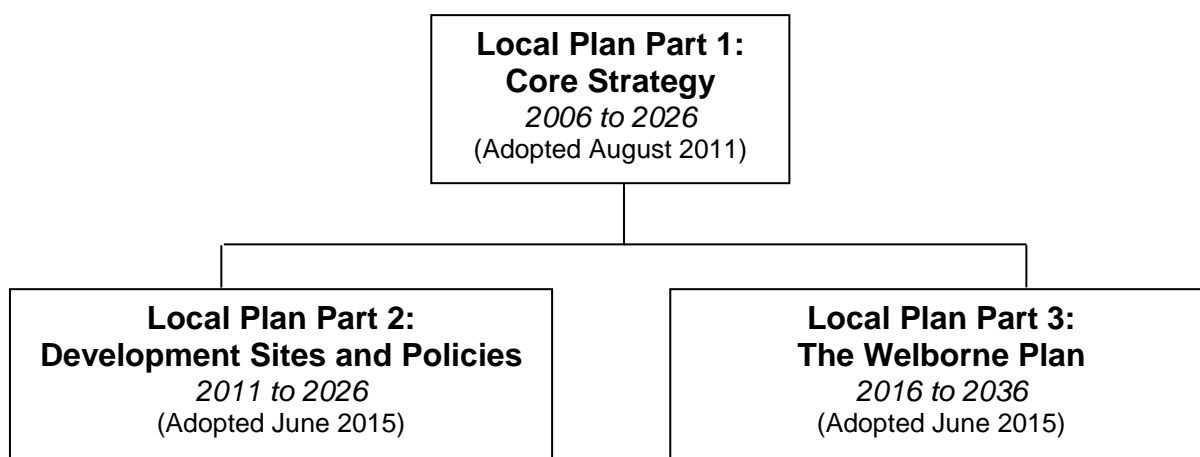 Local Plan Part 1:
Core Strategy
2006 to 2026
(Adopted August 2011)
Local Plan Part 2:
Development Sites and Policies
2011 to 2026
(Adopted June 2015)
Local Plan Part 3:
The Welborne Plan
2016 to 2036
(Adopted June 2015)